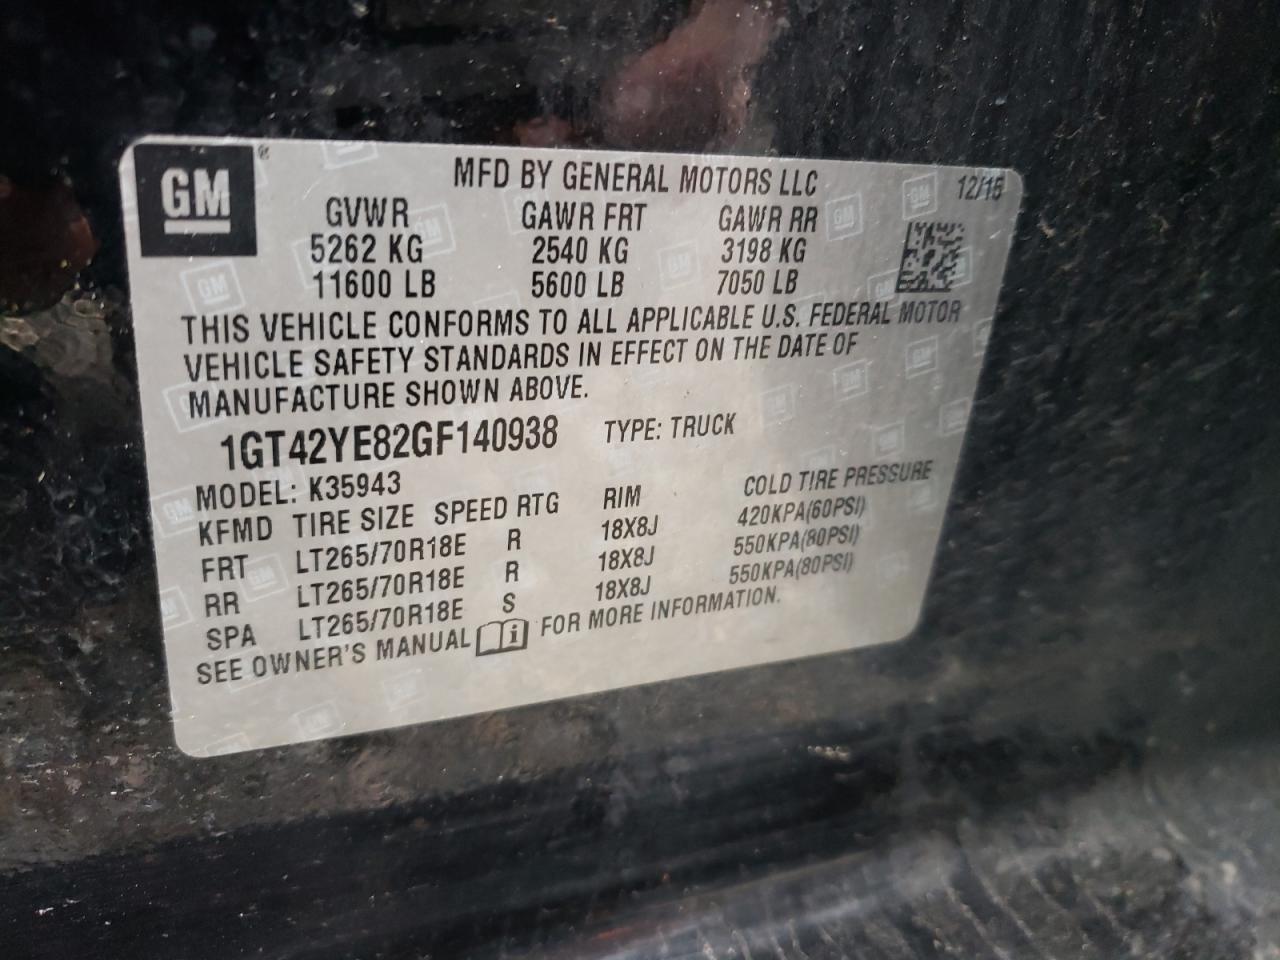 GM ®
MFD BY GENERAL MOTORS LLC 12/15
GVWR GAWR FRT GAWR RR
5262 KG 2540 KG 3198 KG
11600 LB 5600 LB 7050 LB
THIS VEHICLE CONFORMS TO ALL APPLICABLE U.S. FEDERAL MOTOR
VEHICLE SAFETY STANDARDS IN EFFECT ON THE DATE OF
MANUFACTURE SHOWN ABOVE.
1GT42YE82GF140938 TYPE: TRUCK
MODEL: K35943
KFMD TIRE SIZE SPEED RTG RIM COLD TIRE PRESSURE
FRT LT265/70R18E R 18X8J 420KPA(60PSI)
RR LT265/70R18E R 18X8J 550KPA(80PSI)
SPA LT265/70R18E S 18X8J 550KPA(80PSI)
SEE OWNER'S MANUAL i FOR MORE INFORMATION.